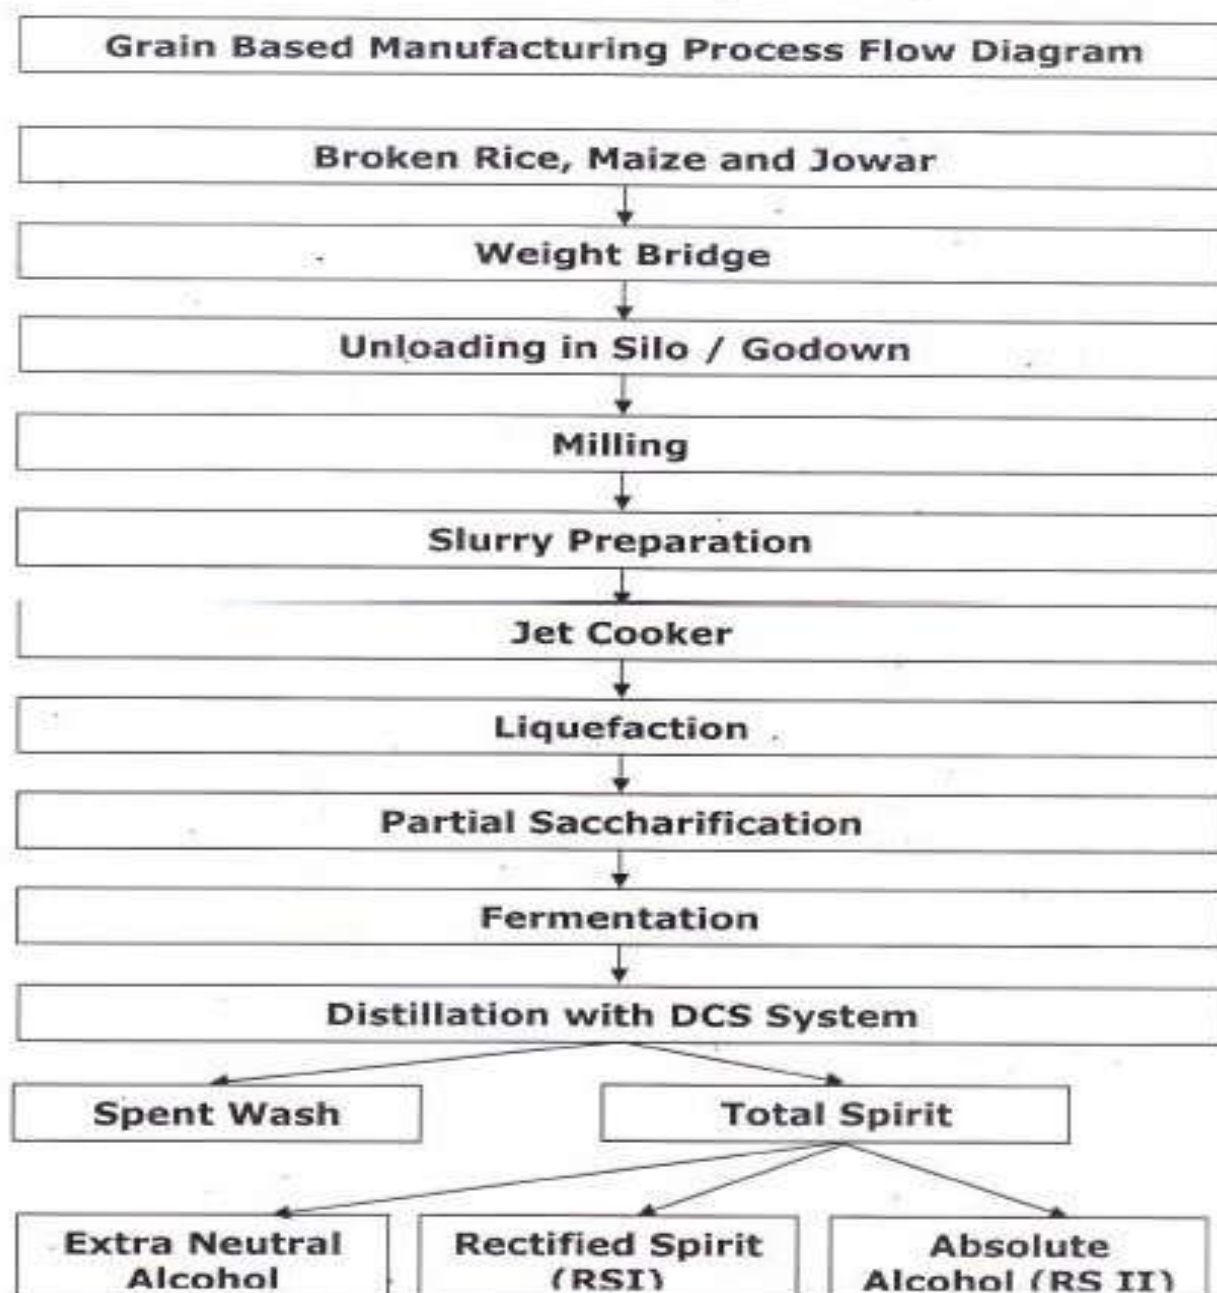 Grain Based Manufacturing Process Flow Diagram
Broken Rice, Maize and Jowar
Weight Bridge
Unloading in Silo / Godown
Milling
Slurry Preparation
Jet Cooker
Liquefaction
Partial Saccharification
Fermentation
Distillation with DCS System
Spent Wash
Total Spirit
Extra Neutral
Alcohol
Rectified Spirit
(RSI)
Absolute
Alcohol (RS II)